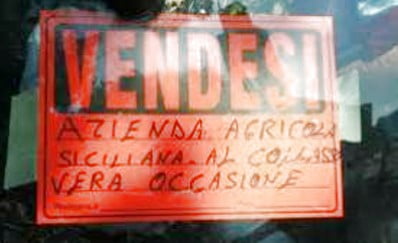 VENDESI
AZIENDA AGRICOLA
SICILIANA. AL COLLASSO
VERA OCCASIONE